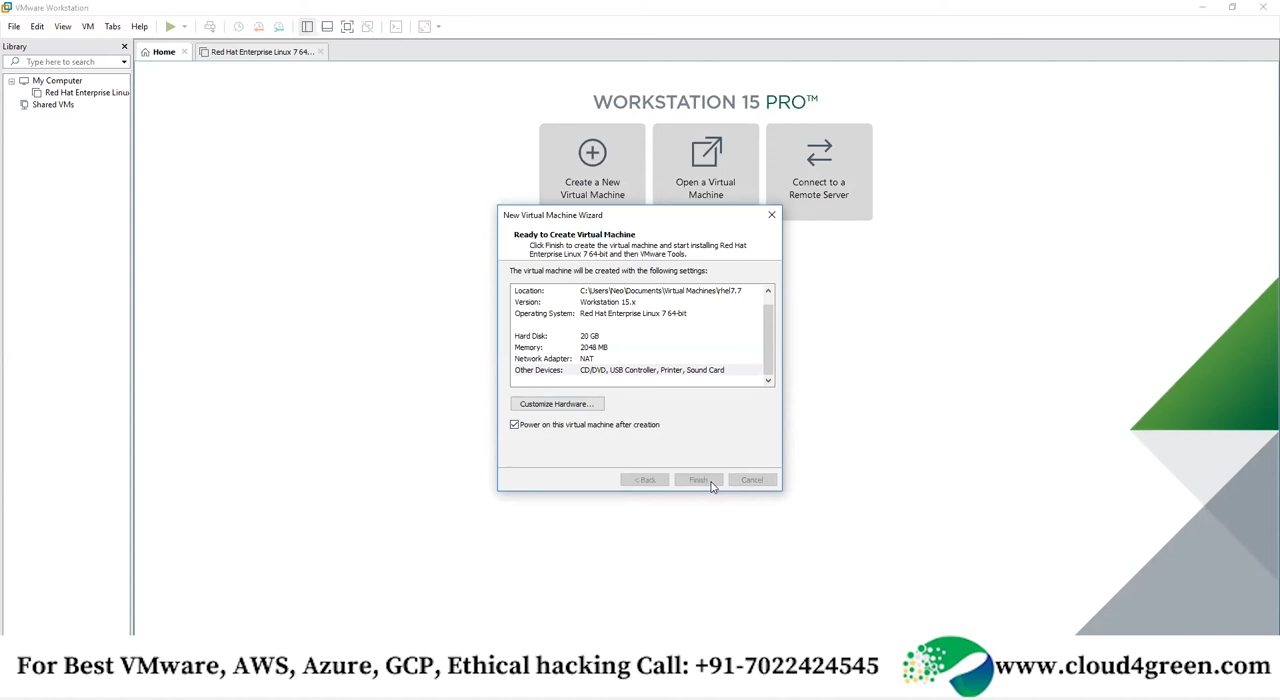 VMware Workstation
File Edit View VM Tabs Help
Library
Type here to search
Home
Red Hat Enterprise Linux 7 64...
My Computer
Red Hat Enterprise Linu
Shared VMs
WORKSTATION 15 PRO™
Create a New
Virtual Machine
Open a Virtual
Machine
Connect to a
Remote Server
New Virtual Machine Wizard
Ready to Create Virtual Machine
Click Finish to create the virtual machine and start installing Red Hat
Enterprise Linux 7 64-bit and then VMware Tools.
The virtual machine will be created with the following settings:
Location: C:\Users\Neo\Documents\Virtual Machines\rhel7.7
Version: Workstation 15.x
Operating System: Red Hat Enterprise Linux 7 64-bit
Hard Disk: 20 GB
Memory: 2048 MB
Network Adapter: NAT
Other Devices: CD/DVD, USB Controller, Printer, Sound Card
Customize Hardware...
Power on this virtual machine after creation
< Back Finish Cancel
For Best VMware, AWS, Azure, GCP, Ethical hacking Call: +91-7022424545 www.cloud4green.com